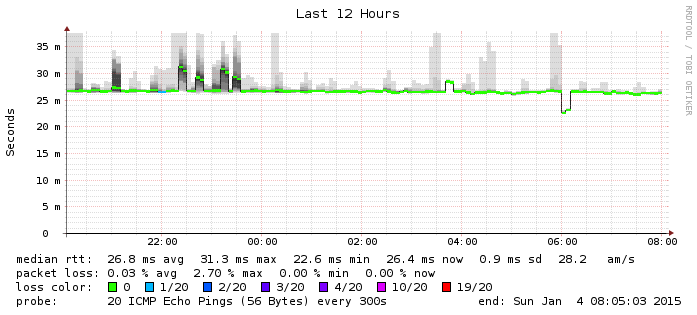 Last 12 Hours
RRDTOOL / TOBI OETIKER
Seconds
35 m
30 m
25 m
20 m
15 m
10 m
5 m
0
22:00 00:00 02:00 04:00 06:00 08:00
median rtt: 26.8 ms avg 31.3 ms max 22.6 ms min 26.4 ms now 0.9 ms sd 28.2 am/s
packet loss: 0.03 % avg 2.70 % max 0.00 % min 0.00 % now
loss color: 0 1/20 2/20 3/20 4/20 10/20 19/20
probe: 20 ICMP Echo Pings (56 Bytes) every 300s end: Sun Jan 4 08:05:03 2015